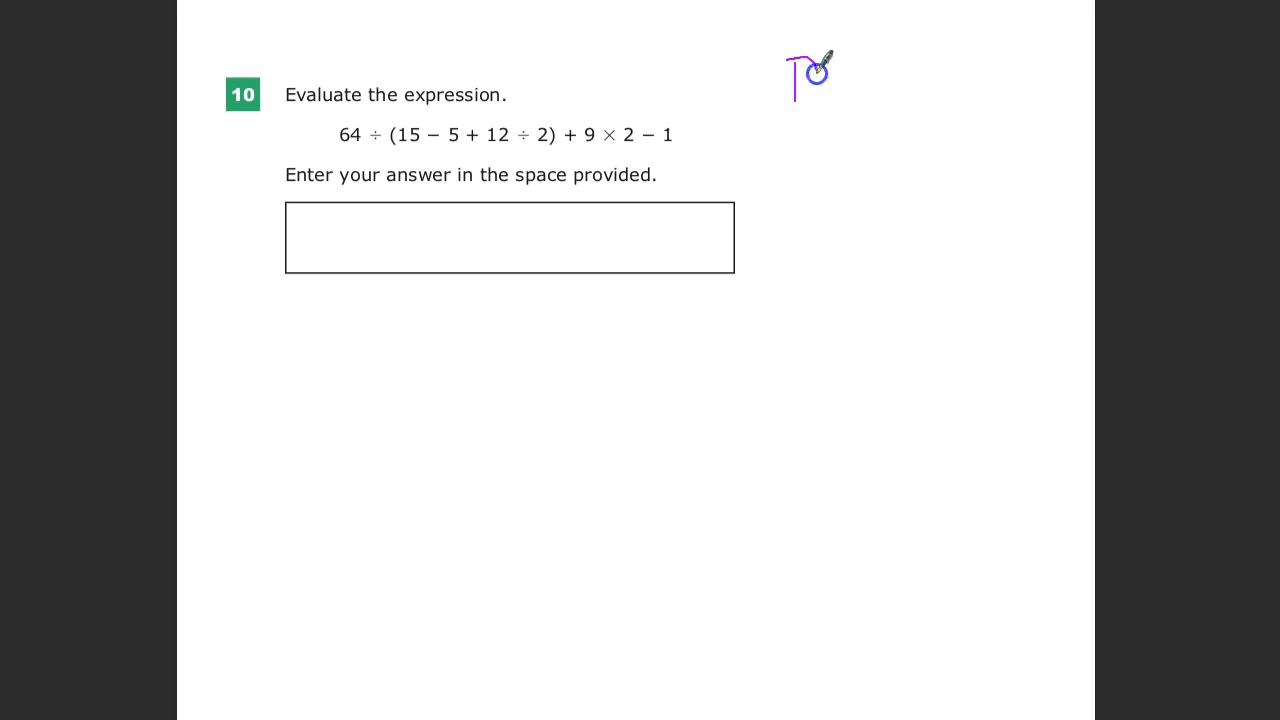 10 Evaluate the expression.
64 ÷ (15 − 5 + 12 ÷ 2) + 9 × 2 − 1
Enter your answer in the space provided.